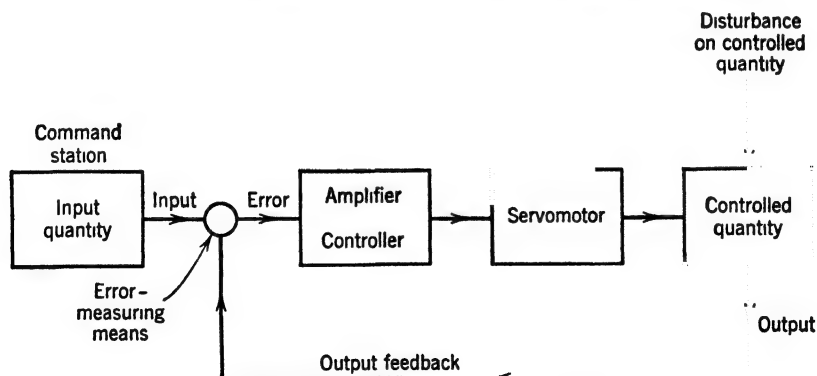 Disturbance
on controlled
quantity
Command
station
Input
quantity
Input
Error
Amplifier
Controller
Servomotor
Controlled
quantity
Error-
measuring
means
Output
Output feedback